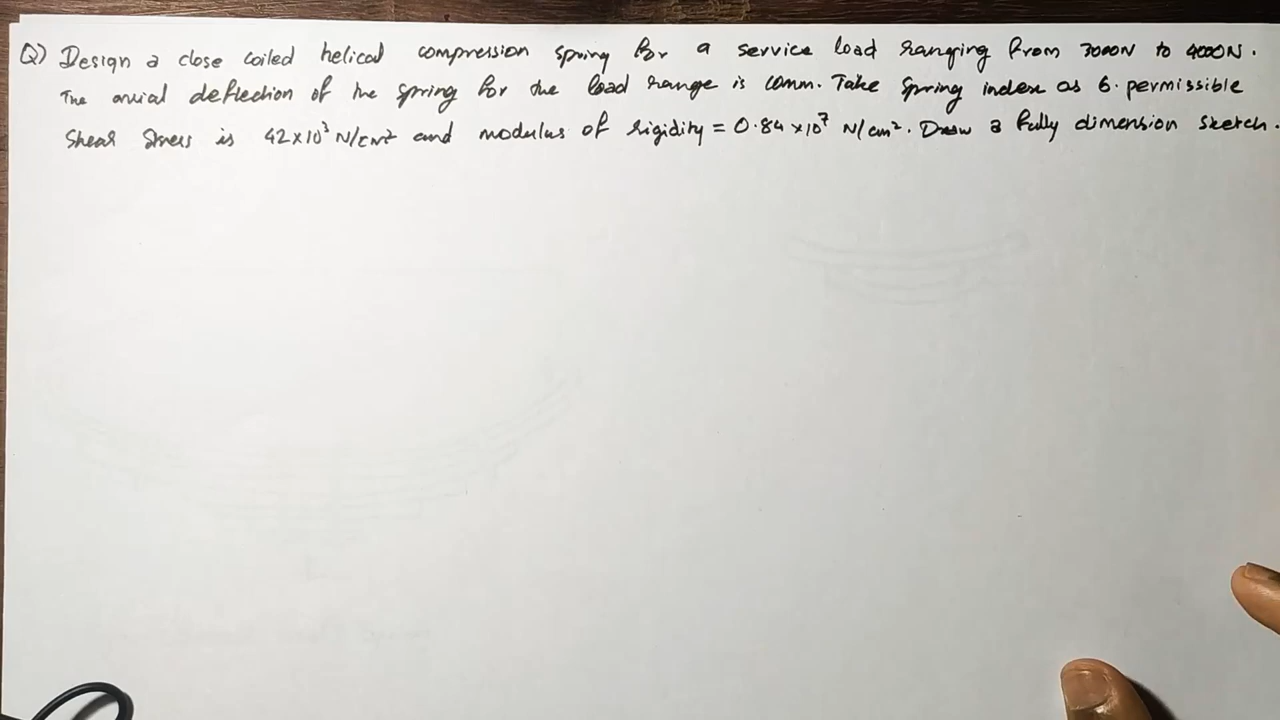 Q) Design a close coiled helical compression spring for a service load ranging from 3000N to 4000N.
The axial deflection of the spring for the load range is 10mm. Take spring index as 6. permissible
Shear Stress is 42×10³ N/cm² and modulus of rigidity = 0.84 ×10⁷ N/cm². Draw a fully dimension sketch.